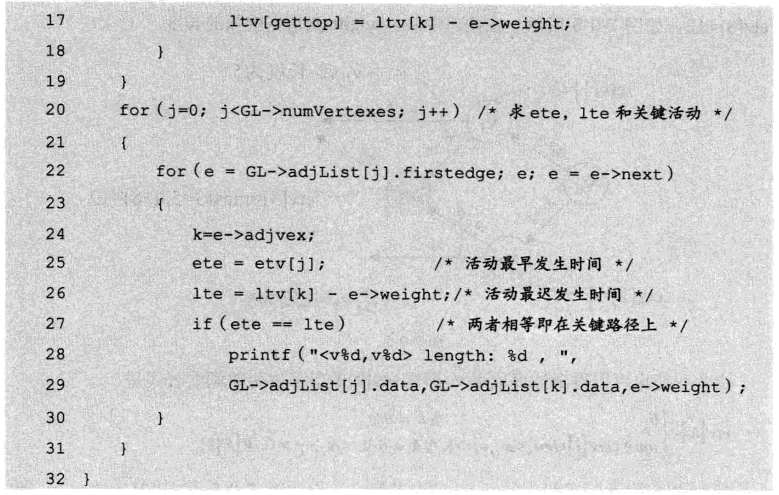 17 ltv[gettop] = ltv[k] - e->weight;
18 }
19 }
20 for(j=0; j<GL->numVertexes; j++) /* 求ete, lte和关键活动 */
21 {
22 for(e = GL->adjList[j].firstedge; e; e = e->next)
23 {
24 k=e->adjvex;
25 ete = etv[j]; /* 活动最早发生时间 */
26 lte = ltv[k] - e->weight;/* 活动最迟发生时间 */
27 if(ete == lte) /* 两者相等即在关键路径上 */
28 printf("<v%d,v%d> length: %d , ",
29 GL->adjList[j].data,GL->adjList[k].data,e->weight);
30 }
31 }
32 }